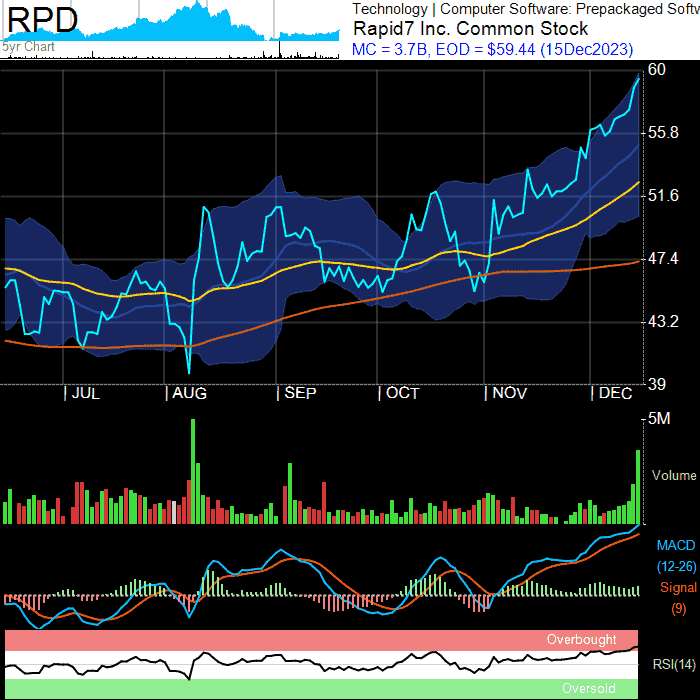 RPD
5yr Chart
Technology | Computer Software: Prepackaged Softw
Rapid7 Inc. Common Stock
MC = 3.7B, EOD = $59.44 (15Dec2023)
60
55.8
51.6
47.4
43.2
39
| JUL | AUG | SEP | OCT | NOV | DEC
5M
Volume
MACD
(12-26)
Signal
(9)
Overbought
RSI(14)
Oversold